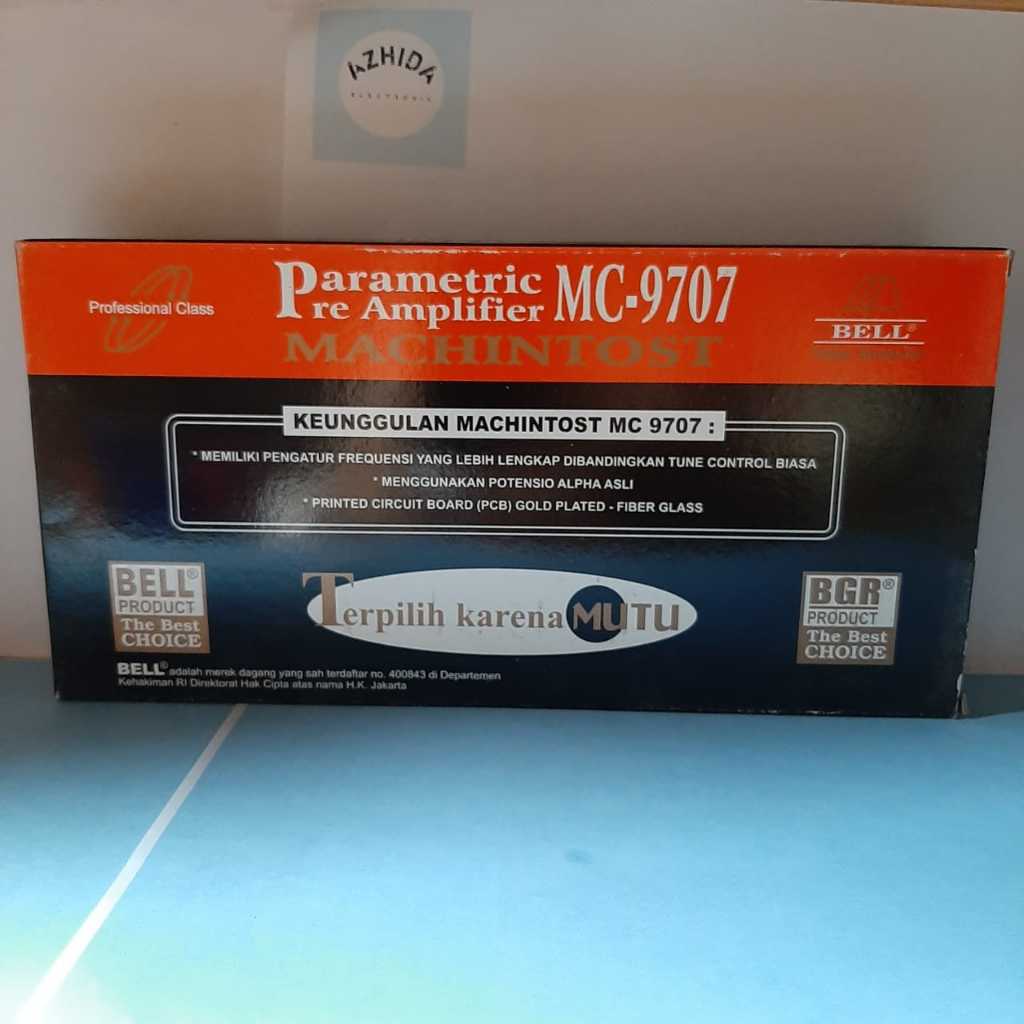 AZHIDA
ELECTRONIK
Professional Class
Parametric
Pre Amplifier MC-9707
MACHINTOST
BELL®
KEUNGGULAN MACHINTOST MC 9707 :
* MEMILIKI PENGATUR FREQUENSI YANG LEBIH LENGKAP DIBANDINGKAN TUNE CONTROL BIASA
* MENGGUNAKAN POTENSIO ALPHA ASLI
* PRINTED CIRCUIT BOARD (PCB) GOLD PLATED - FIBER GLASS
BELL®
PRODUCT
The Best
CHOICE
Terpilih karena MUTU
BGR®
PRODUCT
The Best
CHOICE
BELL® adalah merek dagang yang sah terdaftar no. 400843 di Departemen
Kehakiman RI Direktorat Hak Cipta atas nama H.K. Jakarta